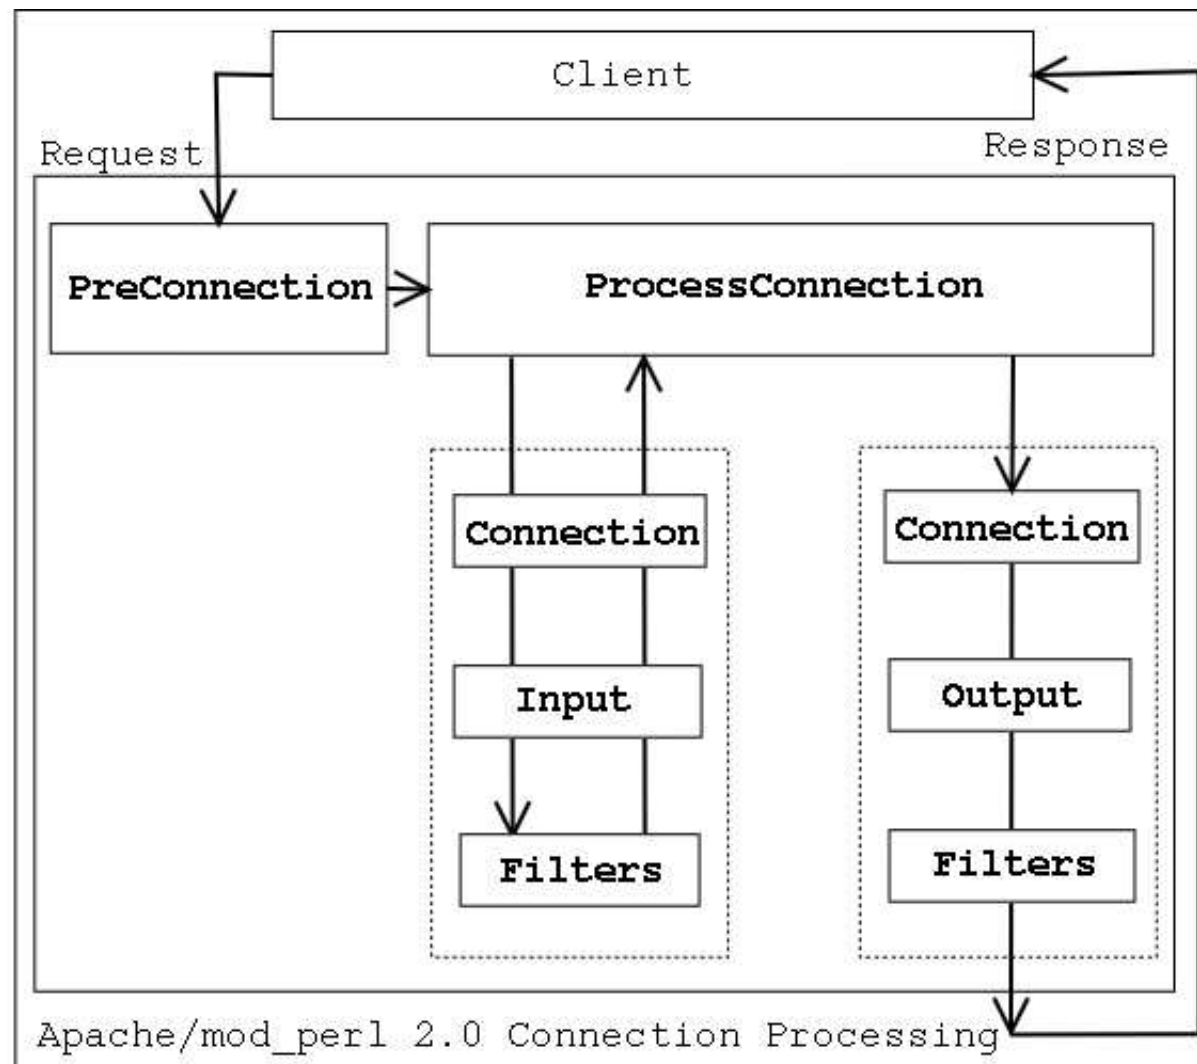 Client
Request
Response
PreConnection
ProcessConnection
Connection
Input
Filters
Connection
Output
Filters
Apache/mod_perl 2.0 Connection Processing